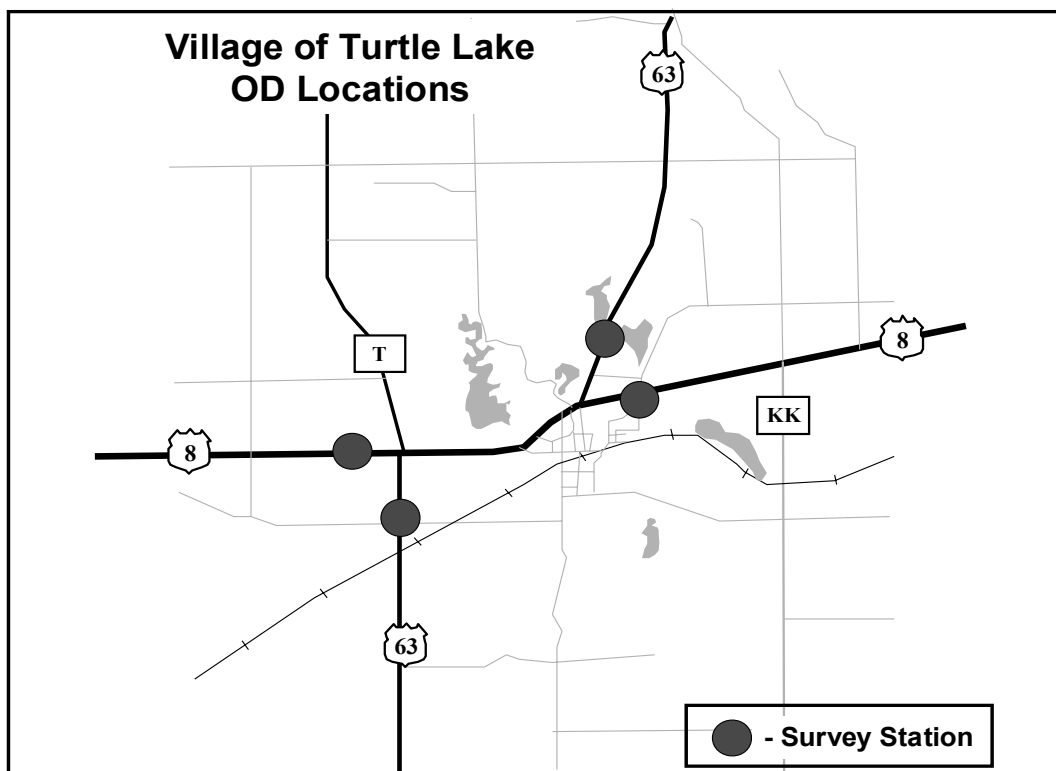 Village of Turtle Lake
OD Locations
63
T
8
KK
8
63
- Survey Station